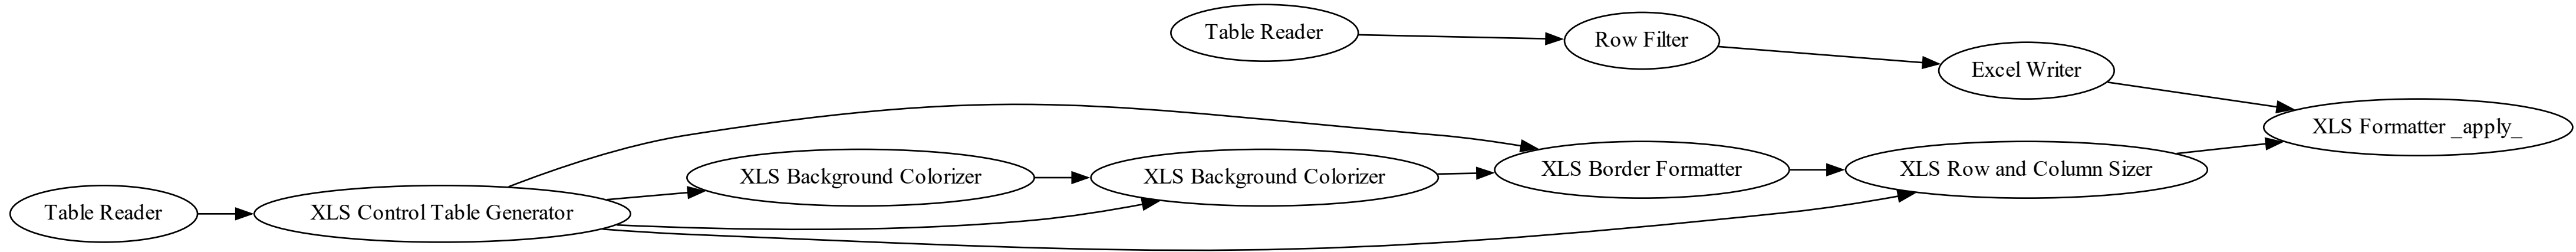 Table Reader
Row Filter
Excel Writer
XLS Formatter _apply_
XLS Background Colorizer
XLS Background Colorizer
XLS Border Formatter
XLS Row and Column Sizer
Table Reader
XLS Control Table Generator